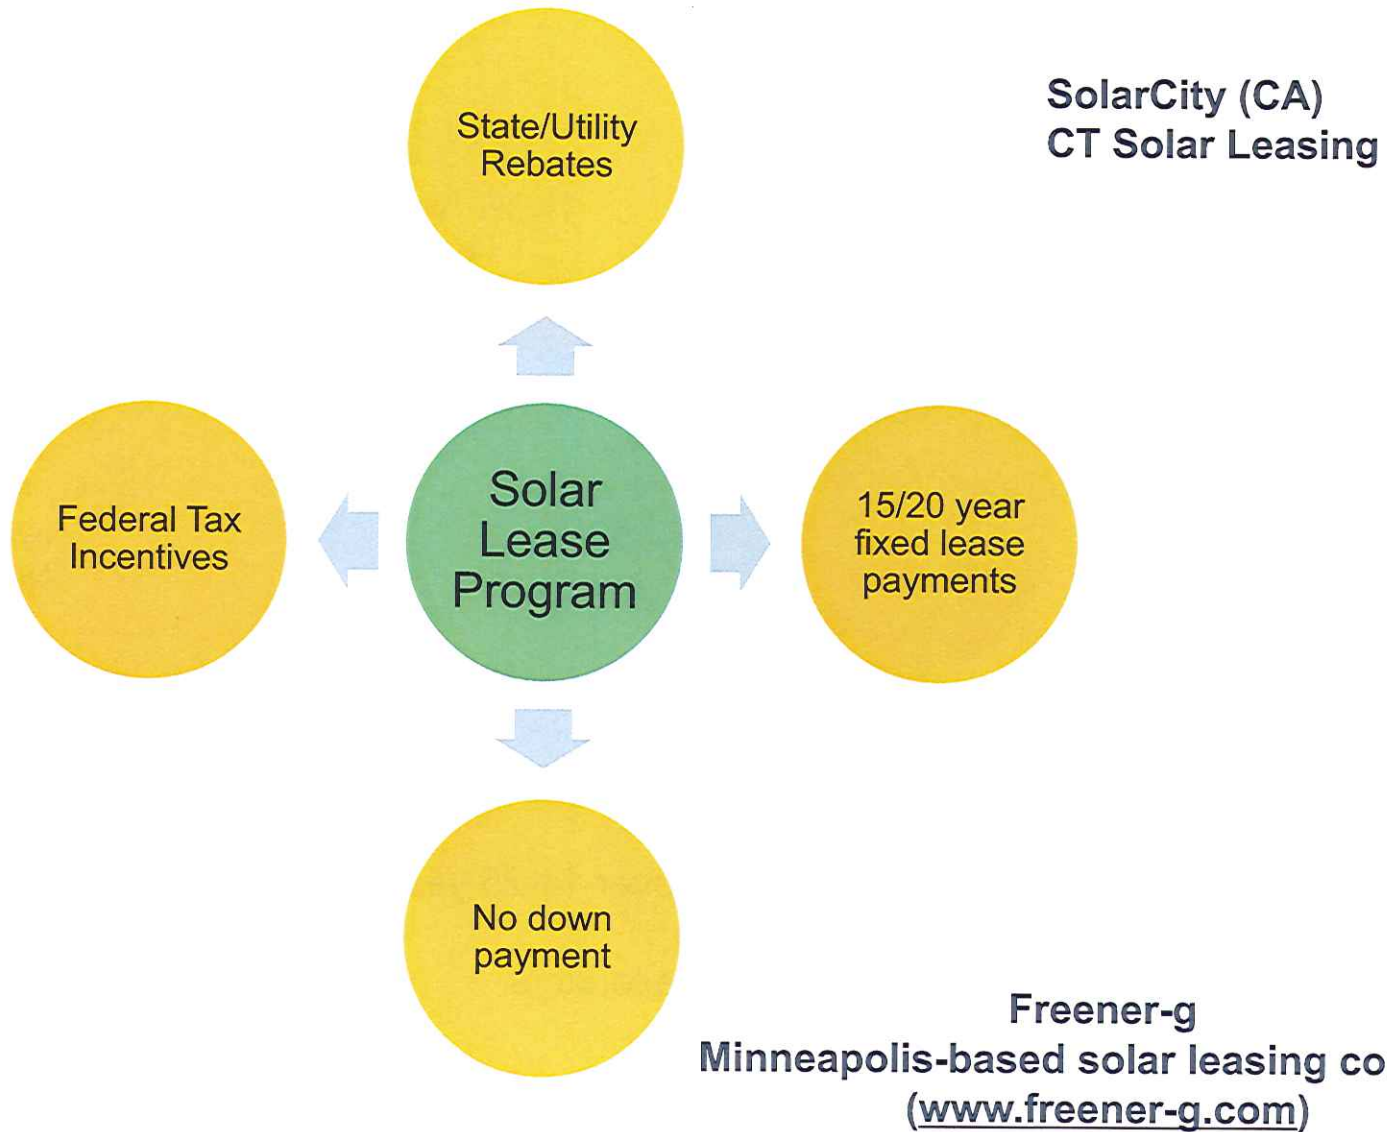 State/Utility
Rebates
SolarCity (CA)
CT Solar Leasing
Federal Tax
Incentives
Solar
Lease
Program
15/20 year
fixed lease
payments
No down
payment
Freener-g
Minneapolis-based solar leasing co
(www.freener-g.com)